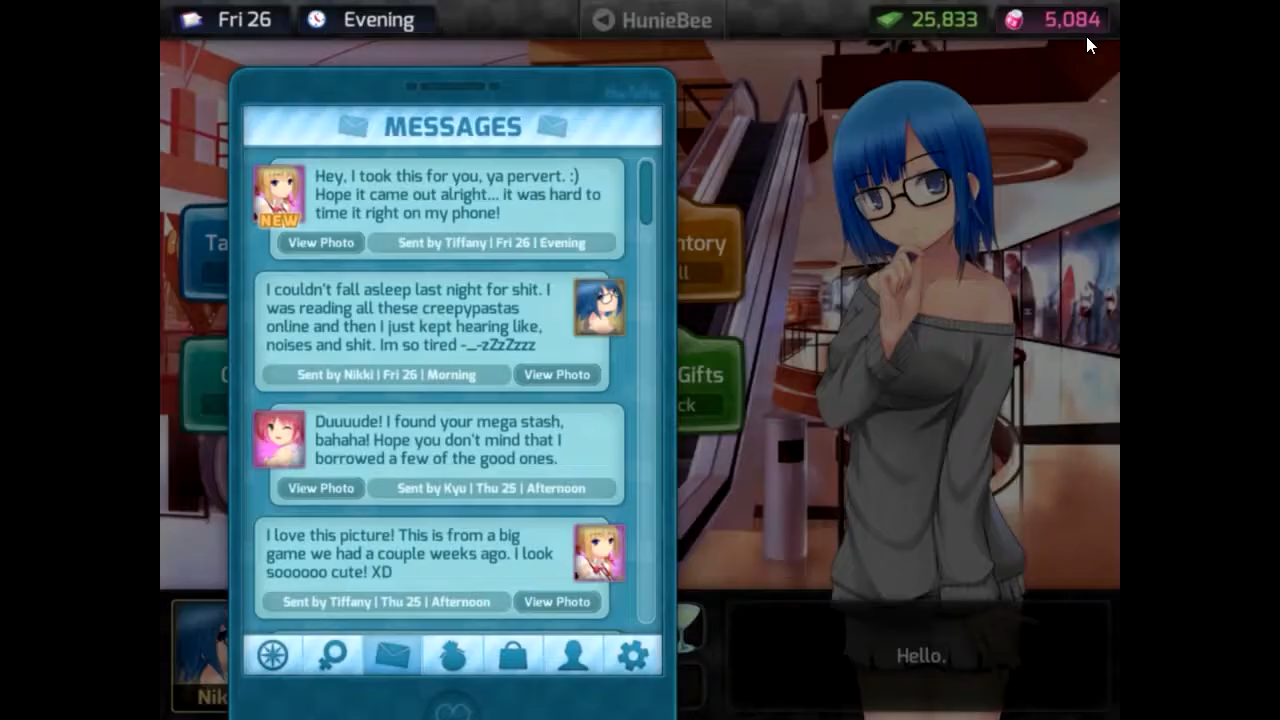 Fri 26
Evening
HunieBee
25,833
5,084
MESSAGES
Hey, I took this for you, ya pervert. :)
Hope it came out alright... it was hard to
time it right on my phone!
NEW
View Photo
Sent by Tiffany | Fri 26 | Evening
I couldn't fall asleep last night for shit. I
was reading all these creepypastas
online and then I just kept hearing like,
noises and shit. Im so tired -_-zZzZzzz
Sent by Nikki | Fri 26 | Morning
View Photo
Duuuude! I found your mega stash,
bahaha! Hope you don't mind that I
borrowed a few of the good ones.
View Photo
Sent by Kyu | Thu 25 | Afternoon
I love this picture! This is from a big
game we had a couple weeks ago. I look
soooooo cute! XD
Sent by Tiffany | Thu 25 | Afternoon
View Photo
Ta
ntory
ll
Gifts
ck
Nik
Hello.